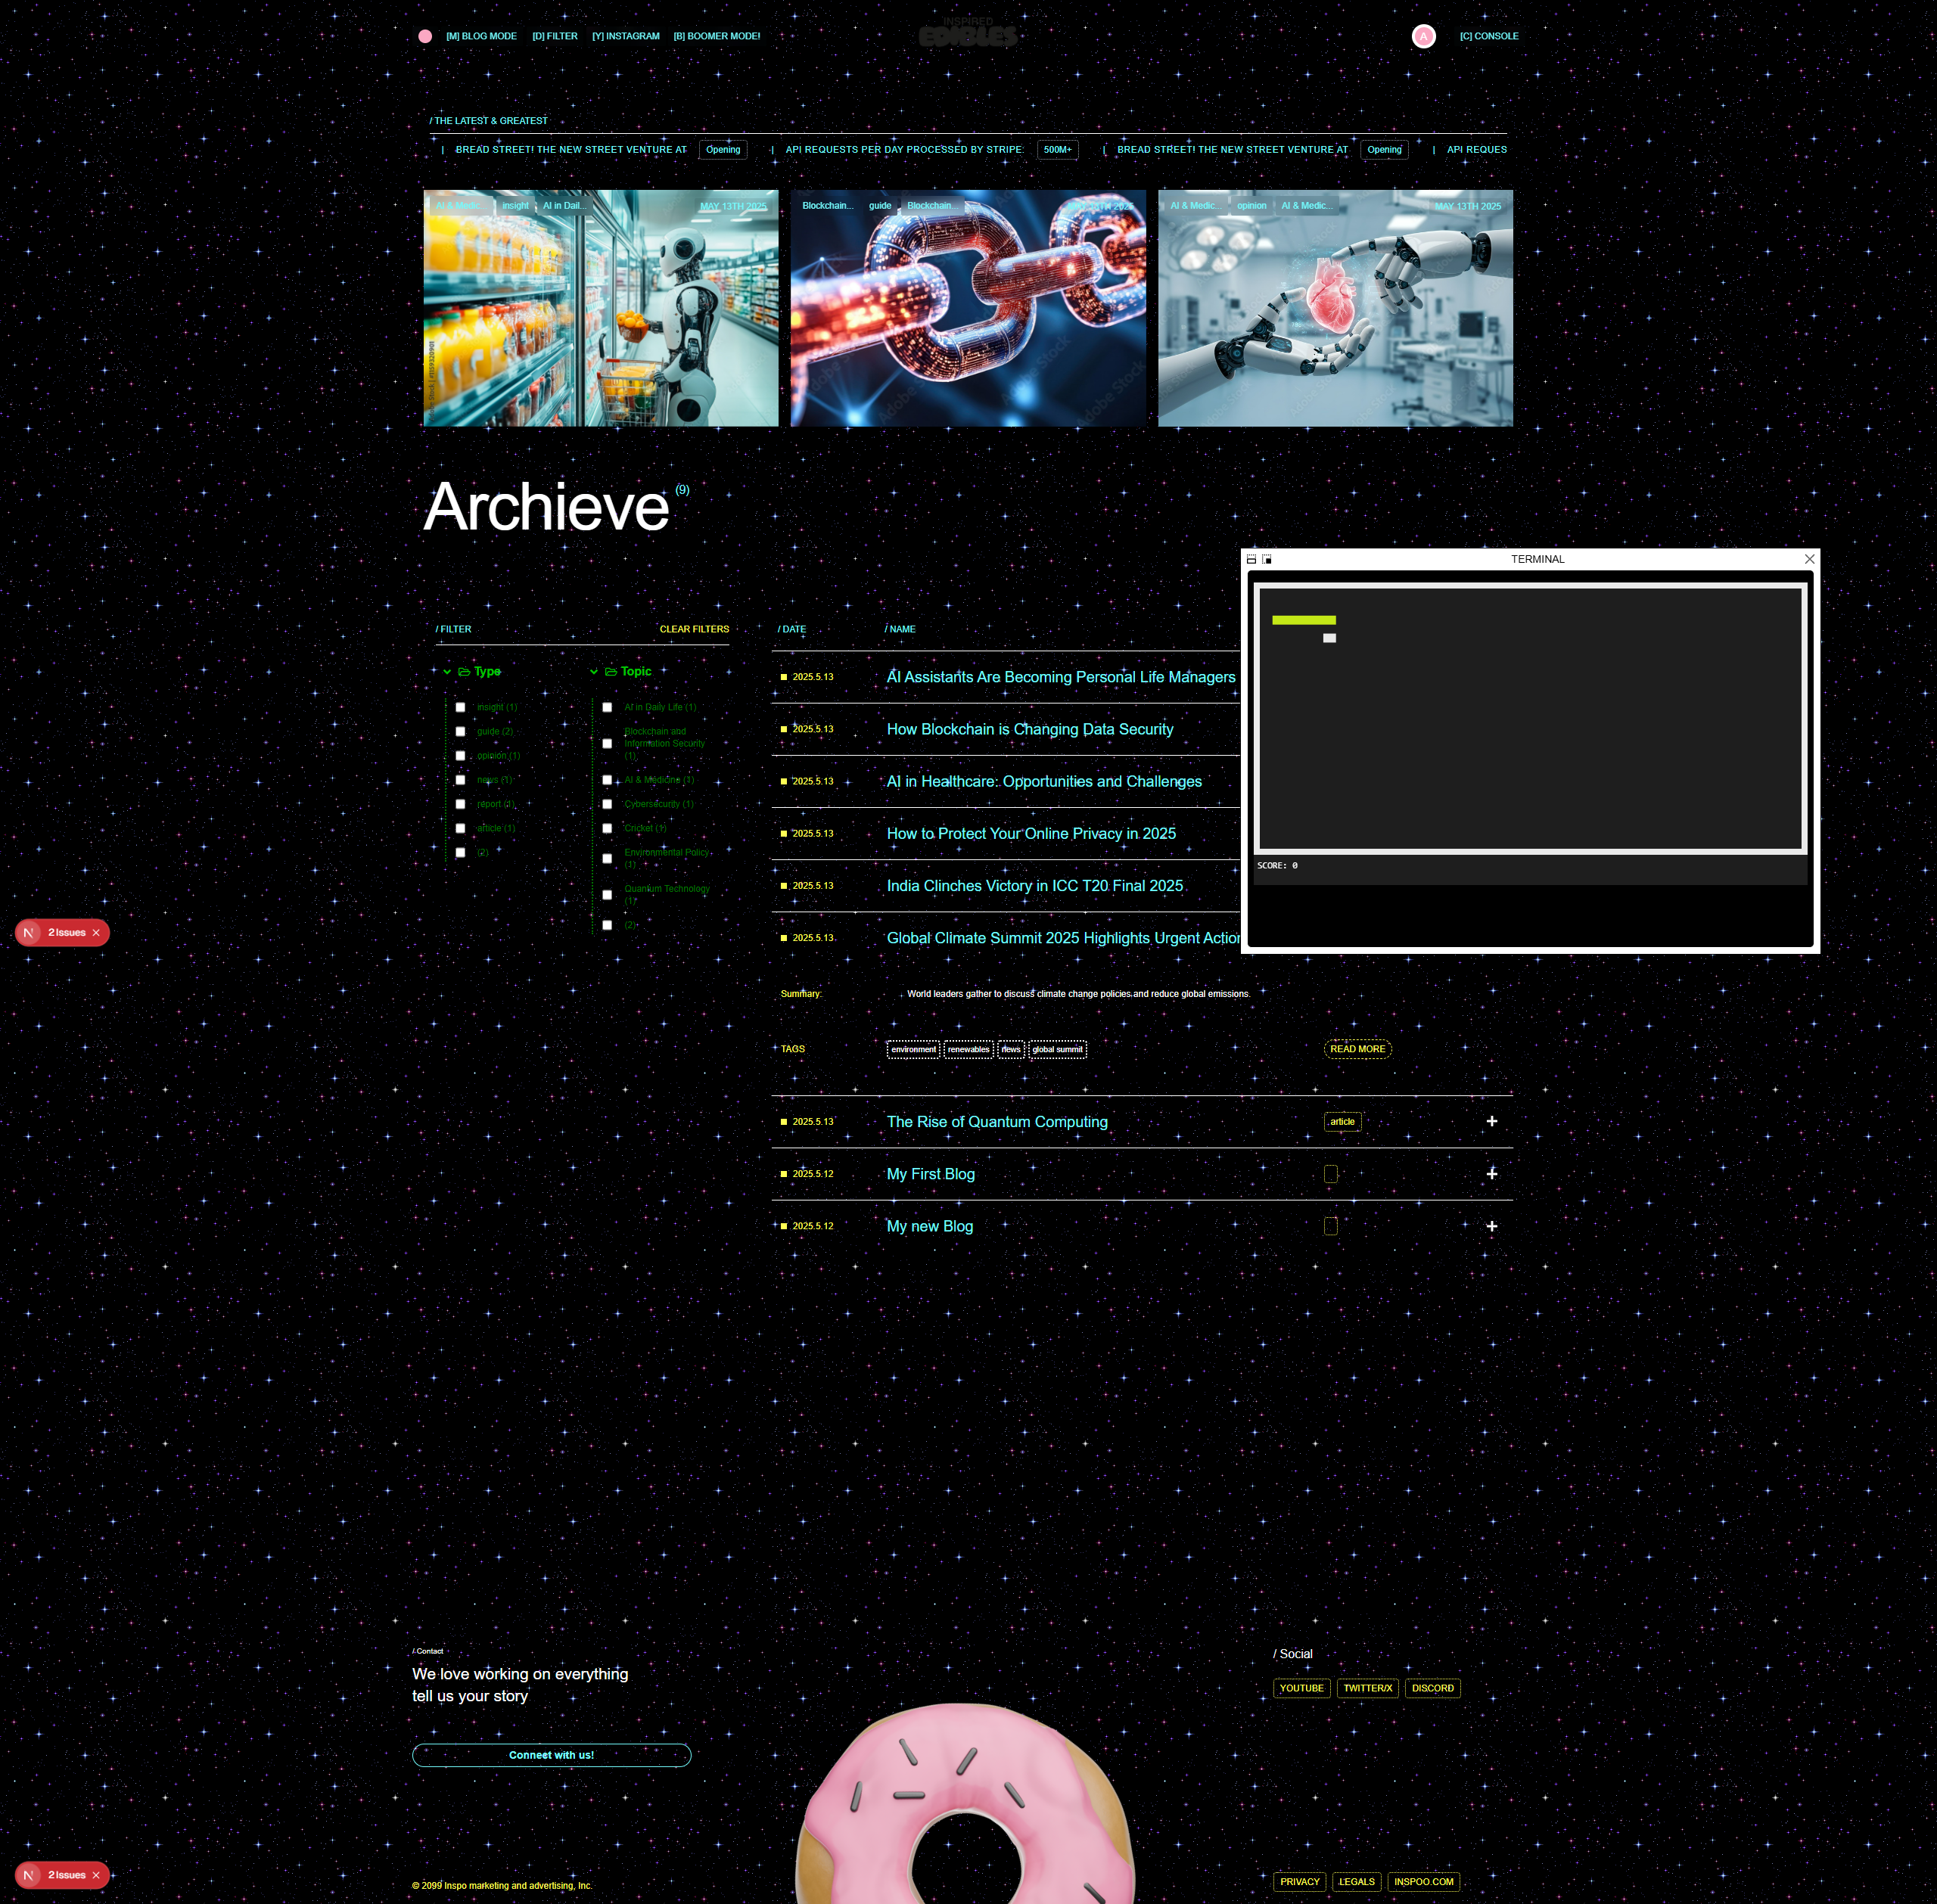 [M] BLOG MODE [D] FILTER [Y] INSTAGRAM [B] BOOMER MODE!
INSPIRED
EDIBLES
A
[C] CONSOLE
/ THE LATEST & GREATEST
| BREAD STREET! THE NEW STREET VENTURE AT Opening | API REQUESTS PER DAY PROCESSED BY STRIPE: 500M+ | BREAD STREET! THE NEW STREET VENTURE AT Opening | API REQUES
AI & Medic... insight AI in Dail... MAY 13TH 2025
Blockchain... guide Blockchain...
AI & Medic... opinion AI & Medic... MAY 13TH 2025
Adobe Stock
Adobe Stock
Archieve (9)
TERMINAL
SCORE: 0
/ FILTER CLEAR FILTERS
Type
insight (1)
guide (2)
opinion (1)
news (1)
report (1)
article (1)
(2)
Topic
AI in Daily Life (1)
Blockchain and
Information Security
(1)
AI & Medicine (1)
Cybersecurity (1)
Cricket (1)
Environmental Policy
(1)
Quantum Technology
(1)
(2)
/ DATE / NAME
2025.5.13 AI Assistants Are Becoming Personal Life Managers
2025.5.13 How Blockchain is Changing Data Security
2025.5.13 AI in Healthcare: Opportunities and Challenges
2025.5.13 How to Protect Your Online Privacy in 2025
2025.5.13 India Clinches Victory in ICC T20 Final 2025
2025.5.13 Global Climate Summit 2025 Highlights Urgent Action
Summary: World leaders gather to discuss climate change policies and reduce global emissions.
TAGS environment renewables news global summit READ MORE
2025.5.13 The Rise of Quantum Computing article +
2025.5.12 My First Blog +
2025.5.12 My new Blog +
N 2 Issues ×
/ Contact
We love working on everything
tell us your story
Connect with us!
/ Social
YOUTUBE TWITTER/X DISCORD
N 2 Issues ×
© 2099 Inspo marketing and advertising, Inc.
PRIVACY LEGALS INSPOO.COM